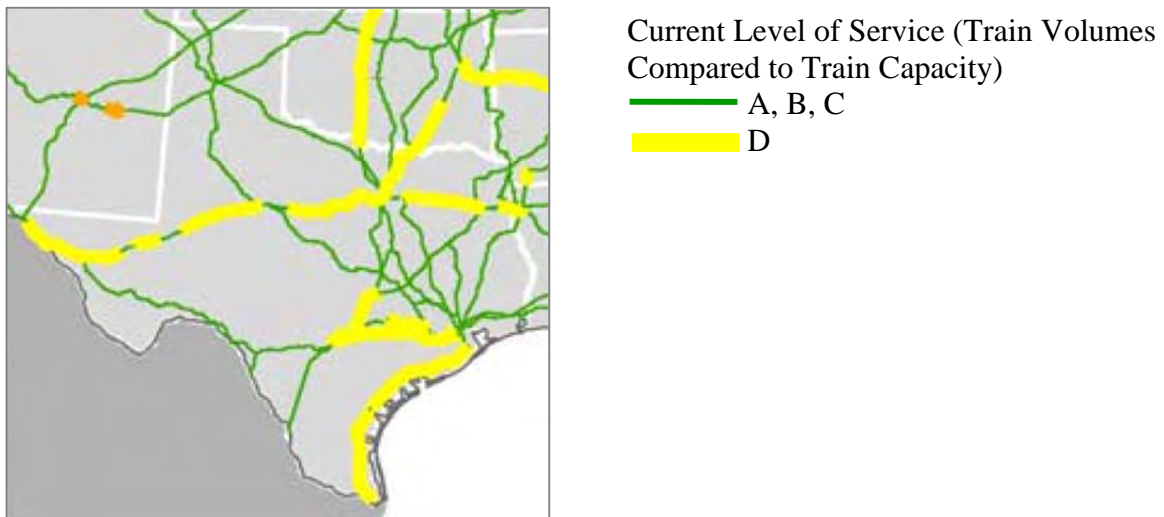 Current Level of Service (Train Volumes
Compared to Train Capacity)
A, B, C
D